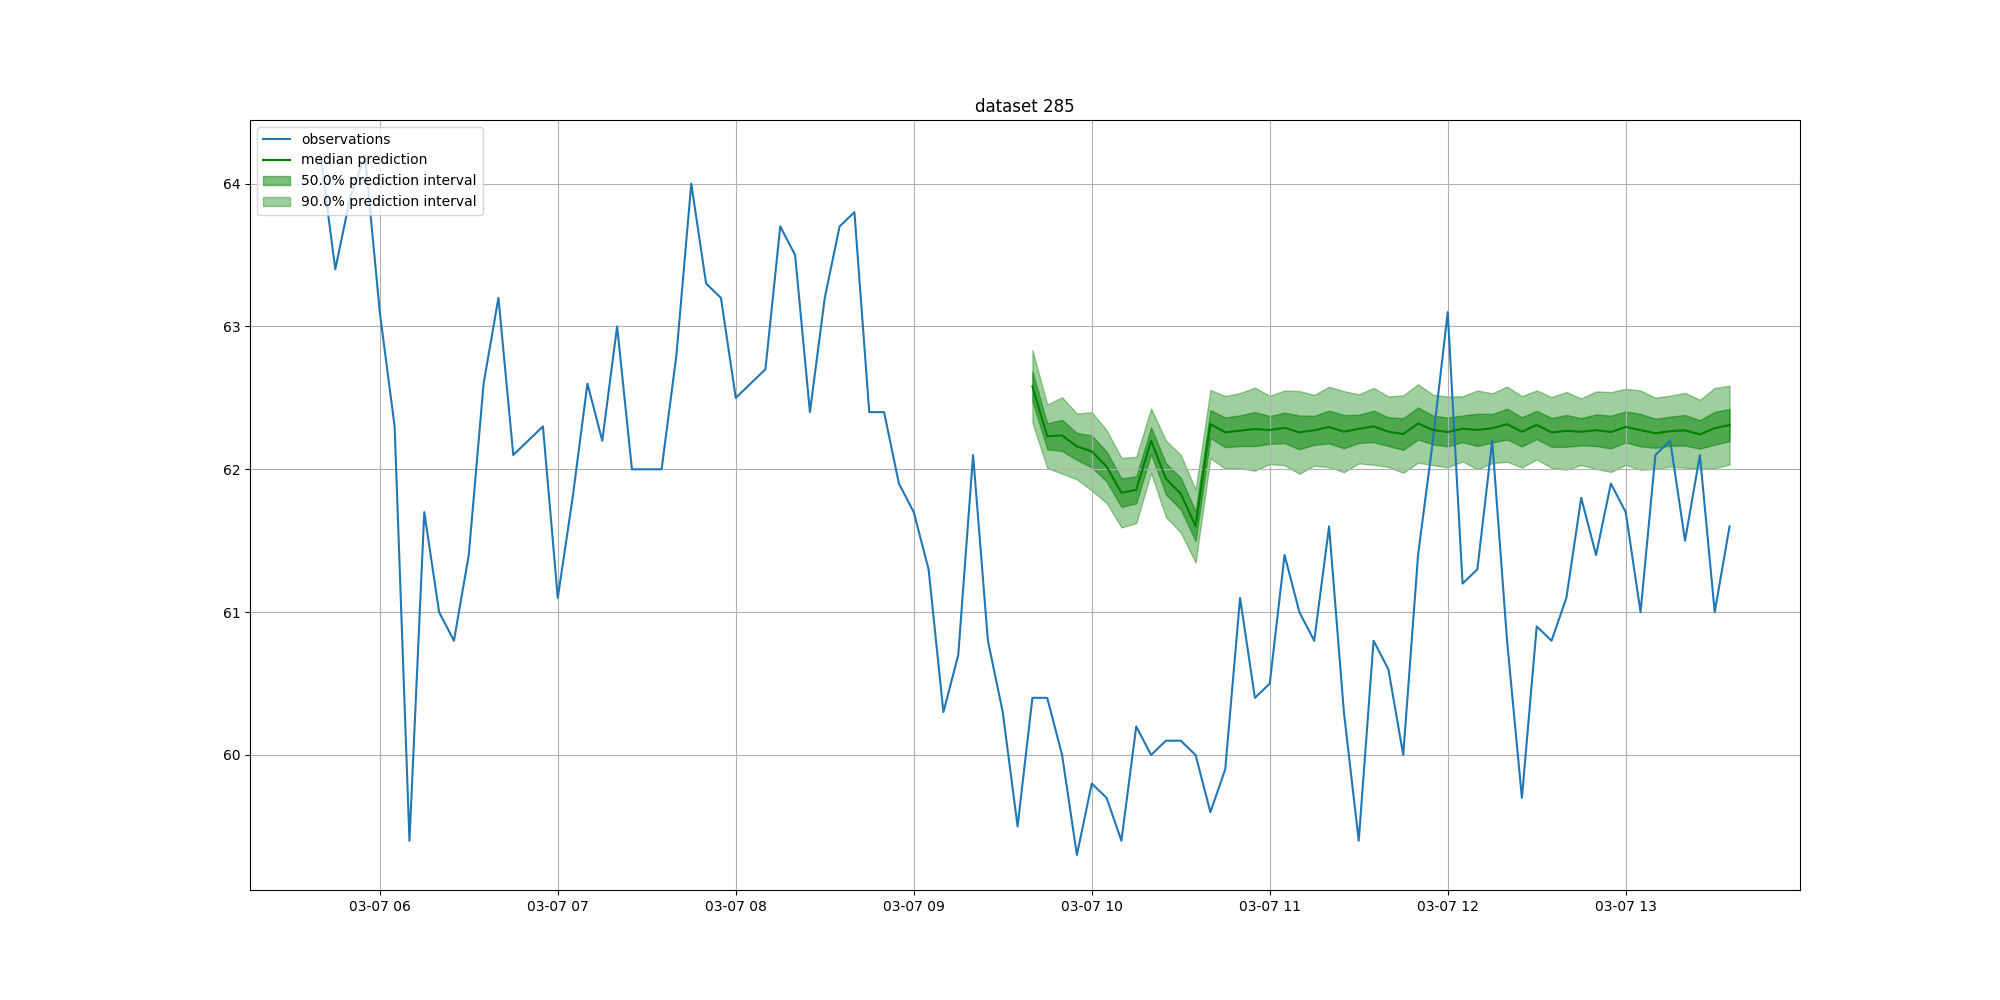 dataset 285
observations
median prediction
50.0% prediction interval
90.0% prediction interval
64
63
62
61
60
03-07 06
03-07 07
03-07 08
03-07 09
03-07 10
03-07 11
03-07 12
03-07 13